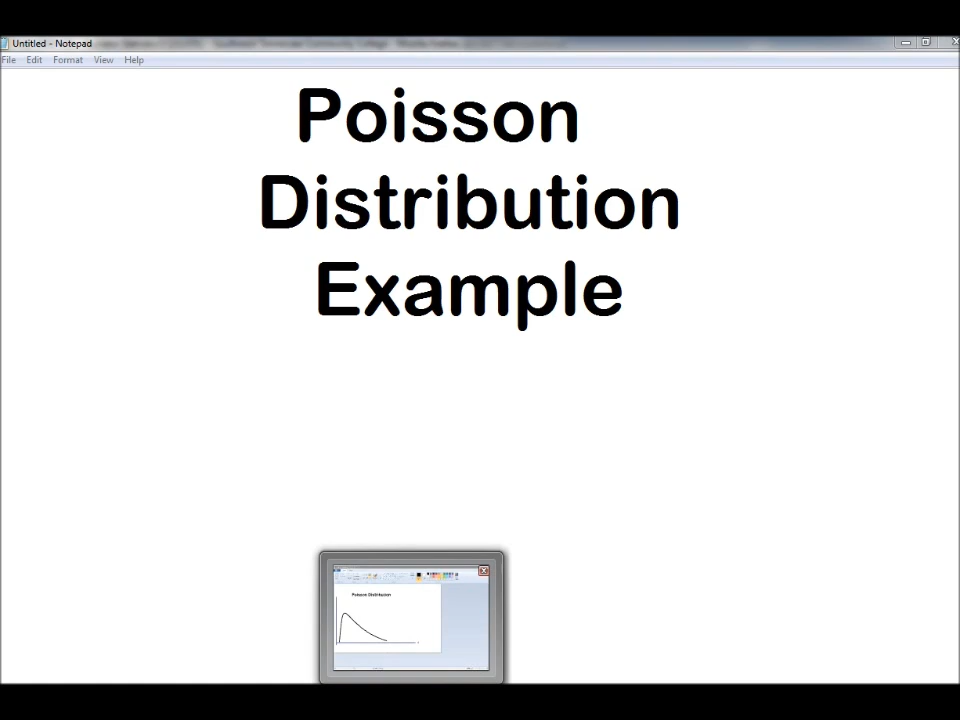 Untitled - Notepad
File Edit Format View Help
Poisson
Distribution
Example
Poisson Distribution